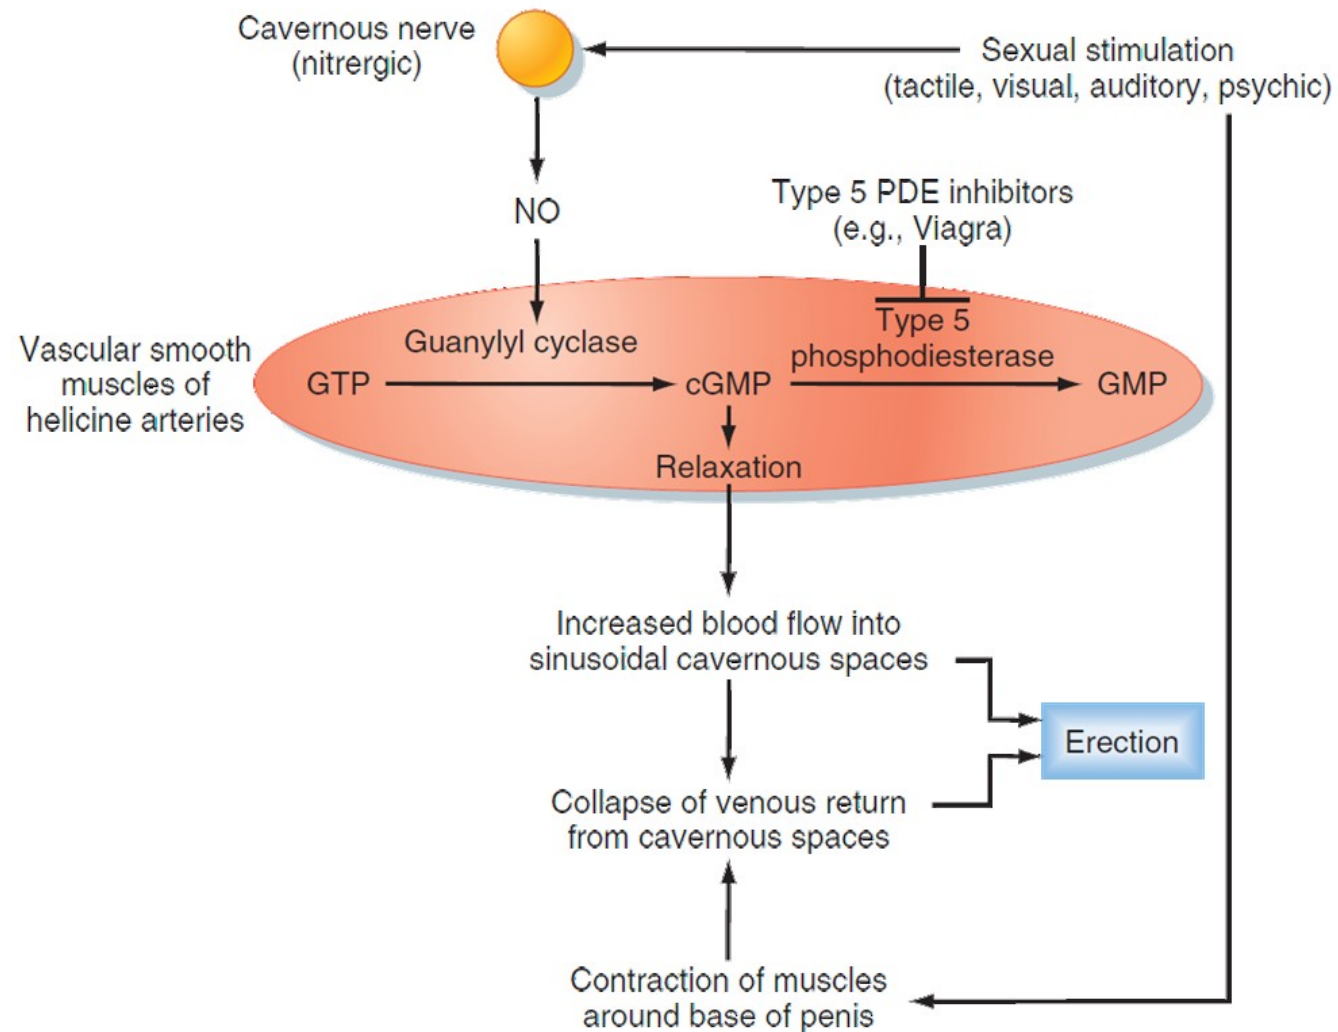 Cavernous nerve
(nitrergic)
Sexual stimulation
(tactile, visual, auditory, psychic)
NO
Type 5 PDE inhibitors
(e.g., Viagra)
Vascular smooth
muscles of
helicine arteries
Guanylyl cyclase
Type 5
phosphodiesterase
GTP
cGMP
GMP
Relaxation
Increased blood flow into
sinusoidal cavernous spaces
Erection
Collapse of venous return
from cavernous spaces
Contraction of muscles
around base of penis